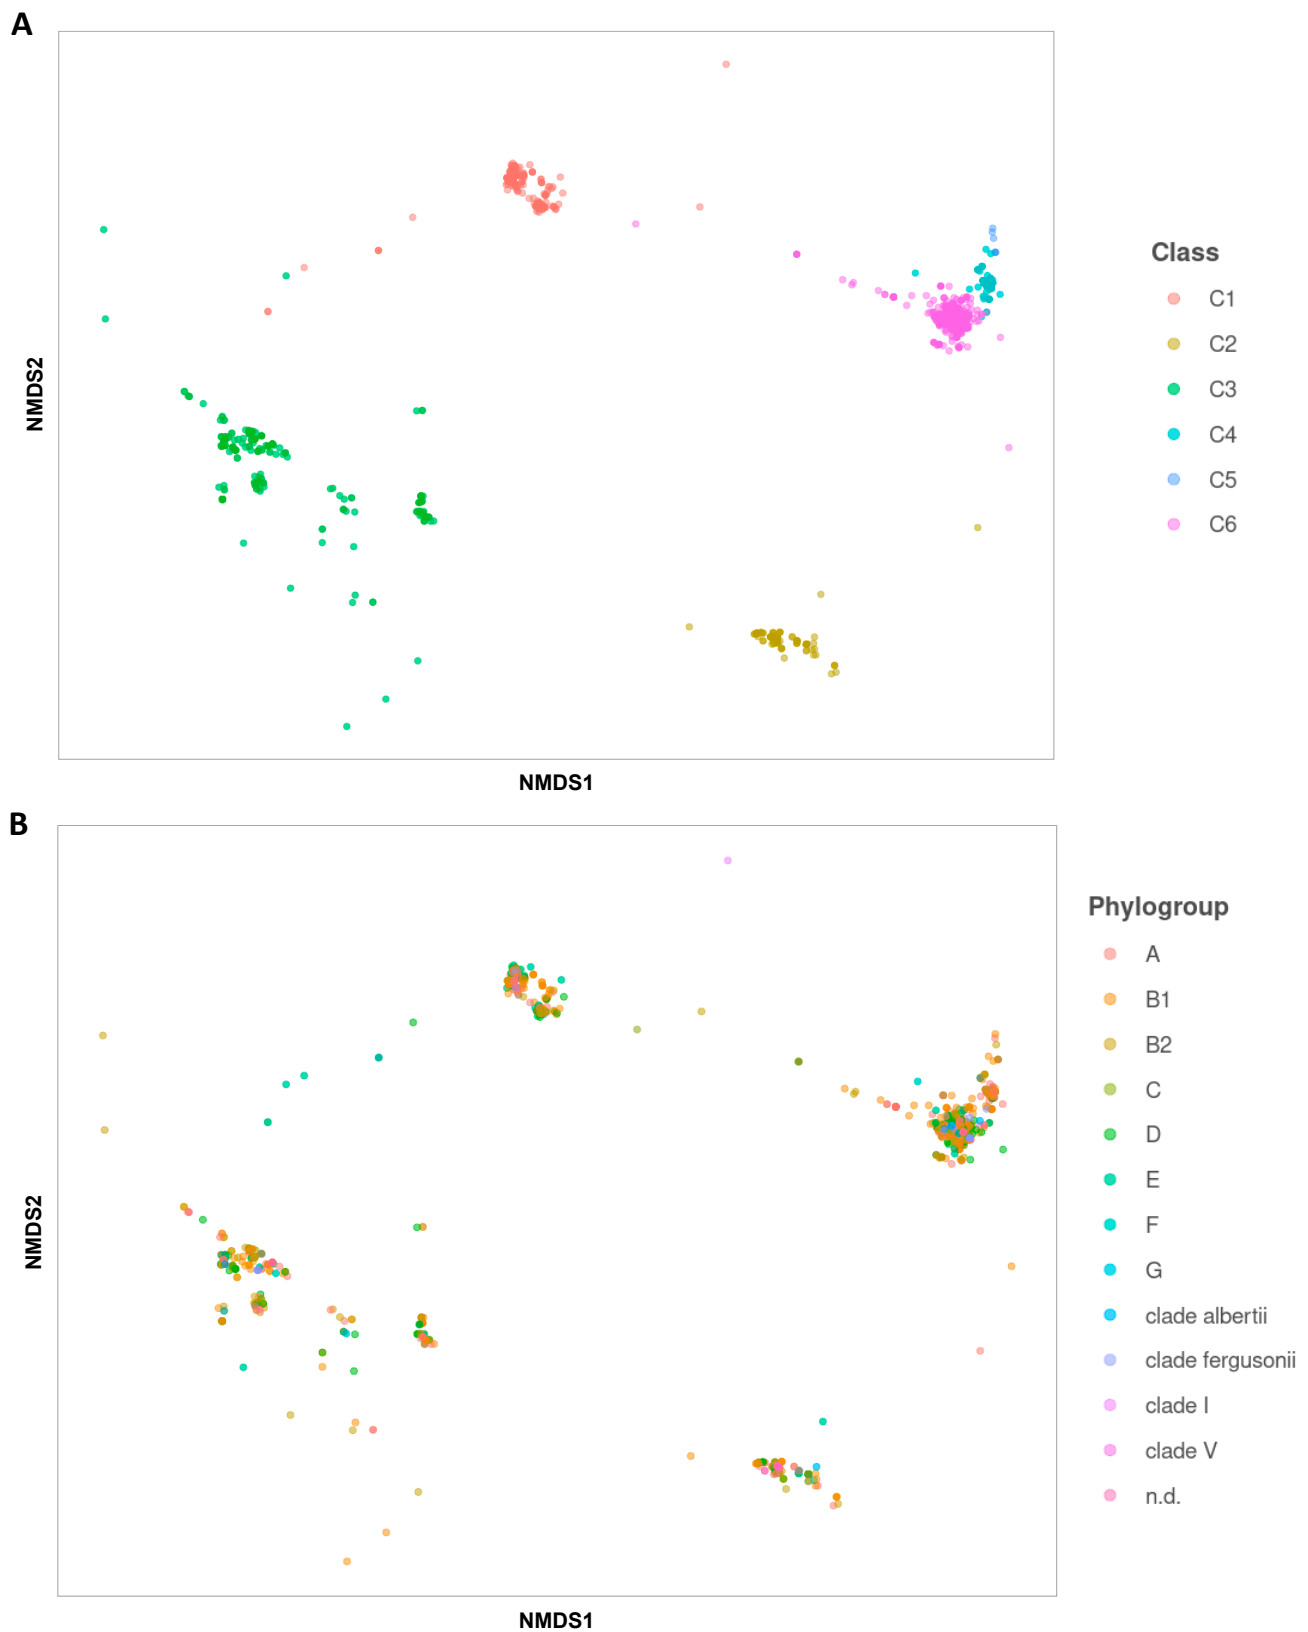 A
NMDS2
NMDS1
Class
C1
C2
C3
C4
C5
C6
B
NMDS2
NMDS1
Phylogroup
A
B1
B2
C
D
E
F
G
clade albertii
clade fergusonii
clade I
clade V
n.d.